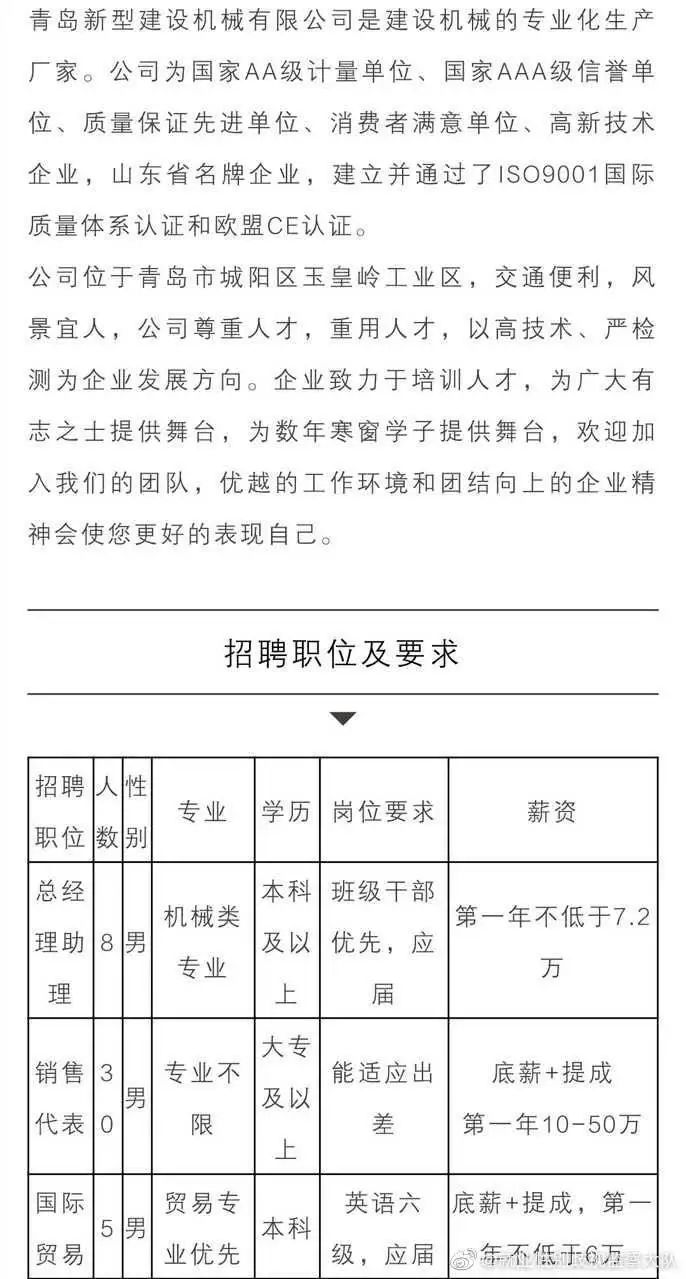 青岛新型建设机械有限公司是建设机械的专业化生产
厂家。公司为国家AA级计量单位、国家AAA级信誉单
位、质量保证先进单位、消费者满意单位、高新技术
企业，山东省名牌企业，建立并通过了ISO9001国际
质量体系认证和欧盟CE认证。
公司位于青岛市城阳区玉皇岭工业区，交通便利，风
景宜人，公司尊重人才，重用人才，以高技术、严检
测为企业发展方向。企业致力于培训人才，为广大有
志之士提供舞台，为数年寒窗学子提供舞台，欢迎加
入我们的团队，优越的工作环境和团结向上的企业精
神会使您更好的表现自己。
招聘职位及要求
招聘
职位
人
数
性
别
专业
学历
岗位要求
薪资
总经
理助
理
8
男
机械类
专业
本科
及以
上
班级干部
优先，应
届
第一年不低于7.2
万
销售
代表
3
0
男
专业不
限
大专
及以
上
能适应出
差
底薪+提成
第一年10-50万
国际
贸易
5
男
贸易专
业优先
本科
英语六
级，应届
底薪+提成，第一
年不低于6万